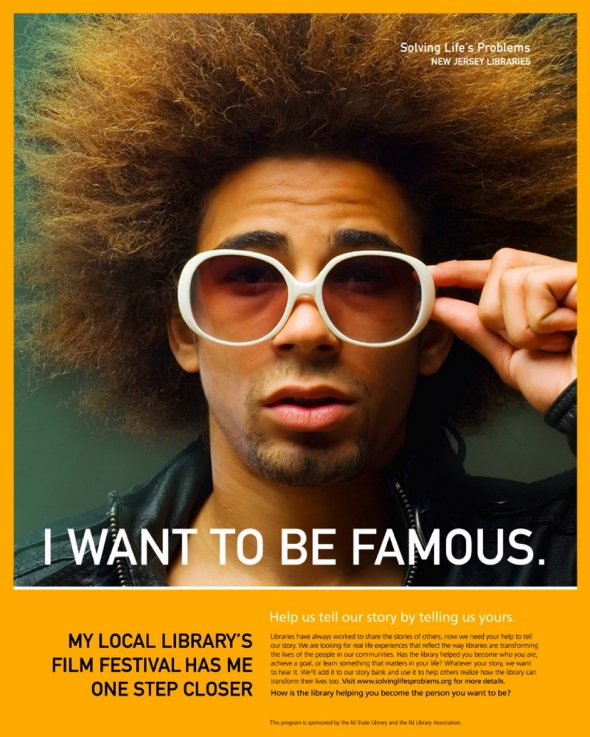 Solving Life's Problems
NEW JERSEY LIBRARIES
I WANT TO BE FAMOUS.
MY LOCAL LIBRARY'S
FILM FESTIVAL HAS ME
ONE STEP CLOSER
Help us tell our story by telling us yours.
Libraries have always worked to share the stories of others, now we need your help to tell
our story. We are looking for real life experiences that reflect the way libraries are transforming
the lives of the people in our communities. Has the library helped you become who you are,
achieve a goal, or learn something that matters in your life? Whatever your story, we want
to hear it. We'll add it to our story bank and use it to help others realize how the library can
transform their lives too. Visit www.solvinglifesproblems.org for more details.
How is the library helping you become the person you want to be?
This program is sponsored by the NJ State Library and the NJ Library Association.